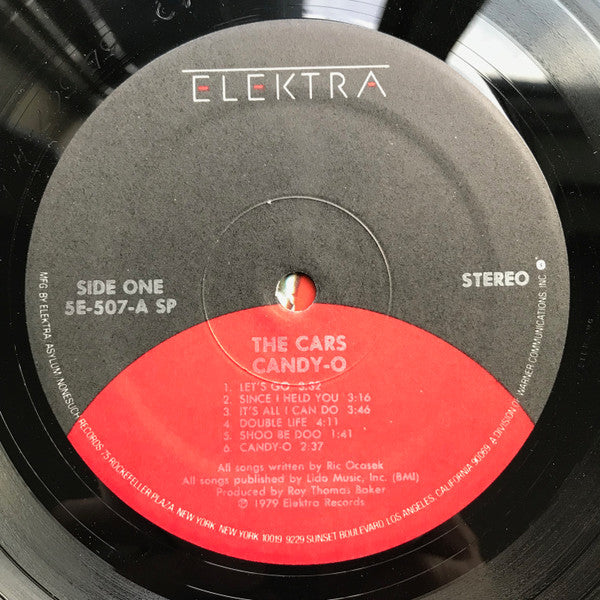 ELEKTRA
SIDE ONE
5E-507-A SP
STEREO
THE CARS
CANDY-O
1. LET'S GO 3:32
2. SINCE I HELD YOU 3:16
3. IT'S ALL I CAN DO 3:46
4. DOUBLE LIFE 4:11
5. SHOO BE DOO 1:41
6. CANDY-O 2:37
All songs written by Ric Ocasek
All songs published by Lido Music, Inc. (BMI)
Produced by Roy Thomas Baker
℗ 1979 Elektra Records
MFG. BY ELEKTRA/ASYLUM/NONESUCH RECORDS 75 ROCKEFELLER PLAZA, NEW YORK, NEW YORK 10019 9229 SUNSET BOULEVARD LOS ANGELES, CALIFORNIA 90069 A DIVISION OF WARNER COMMUNICATIONS INC.